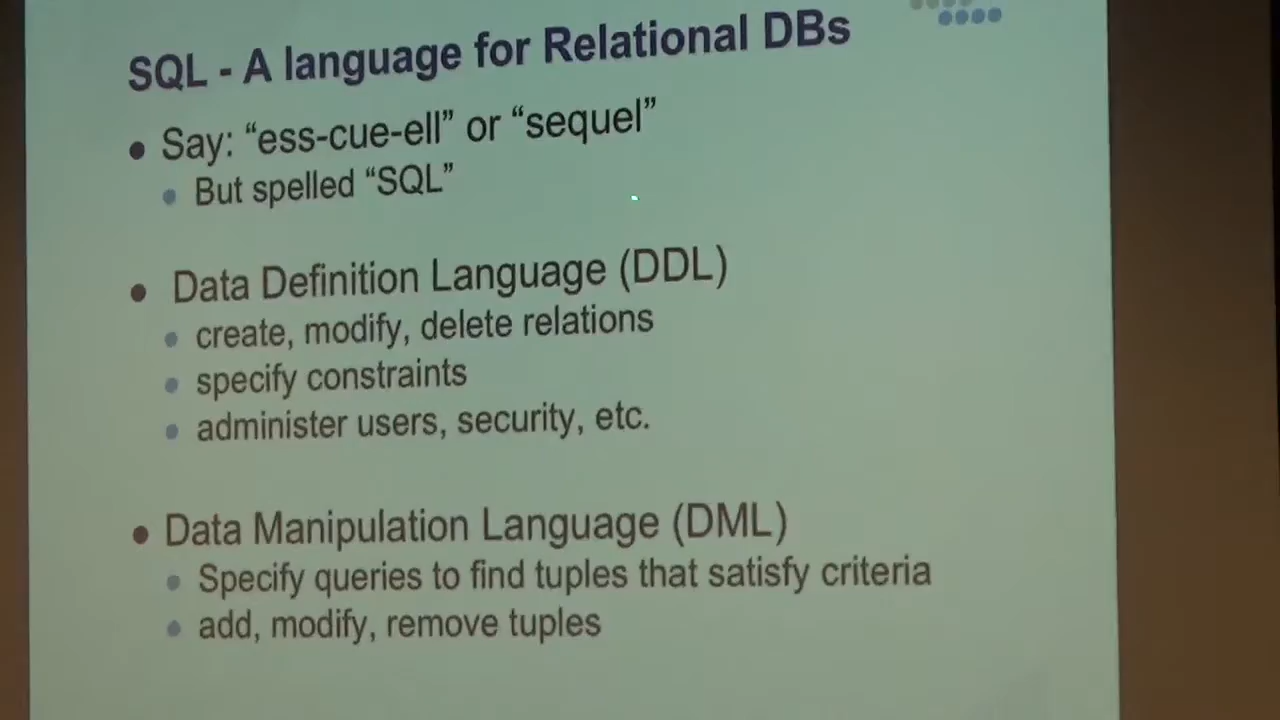 SQL - A language for Relational DBs
• Say: “ess-cue-ell” or “sequel”
• But spelled “SQL”
• Data Definition Language (DDL)
• create, modify, delete relations
• specify constraints
• administer users, security, etc.
• Data Manipulation Language (DML)
• Specify queries to find tuples that satisfy criteria
• add, modify, remove tuples